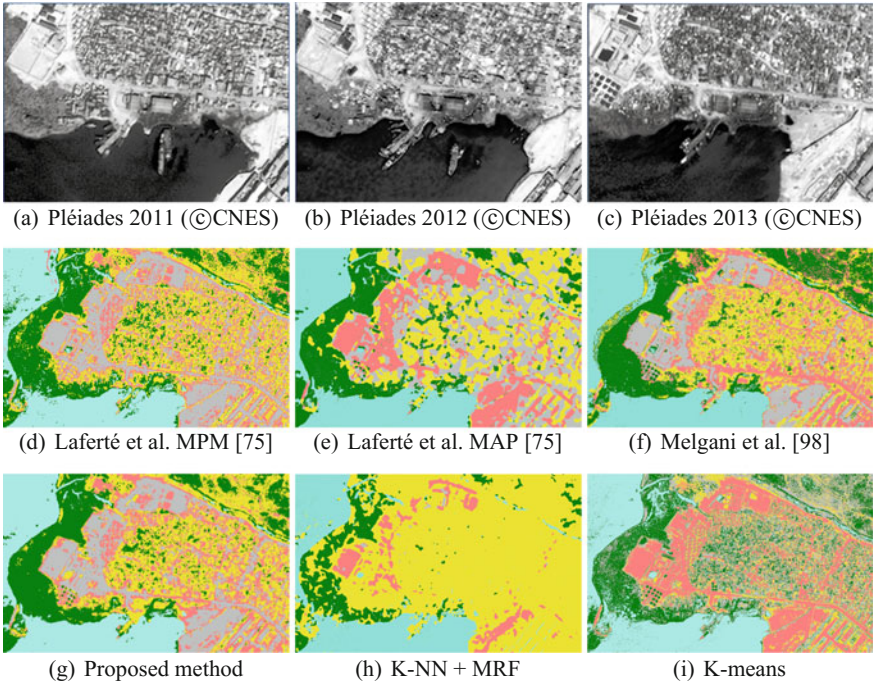 (a) Pléiades 2011 (©CNES)
(b) Pléiades 2012 (©CNES)
(c) Pléiades 2013 (©CNES)
(d) Laferté et al. MPM [75]
(e) Laferté et al. MAP [75]
(f) Melgani et al. [98]
(g) Proposed method
(h) K-NN + MRF
(i) K-means